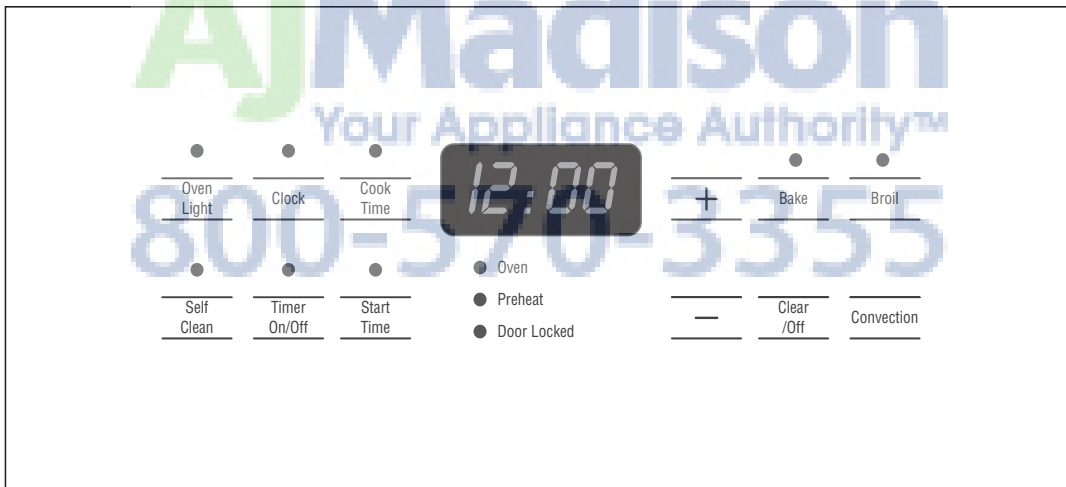 AJMadison
Your Appliance Authority™
800-570-3355
12:00
Oven
Light
Clock
Cook
Time
+
Bake
Broil
Self
Clean
Timer
On/Off
Start
Time
Oven
Preheat
Door Locked
—
Clear
/Off
Convection